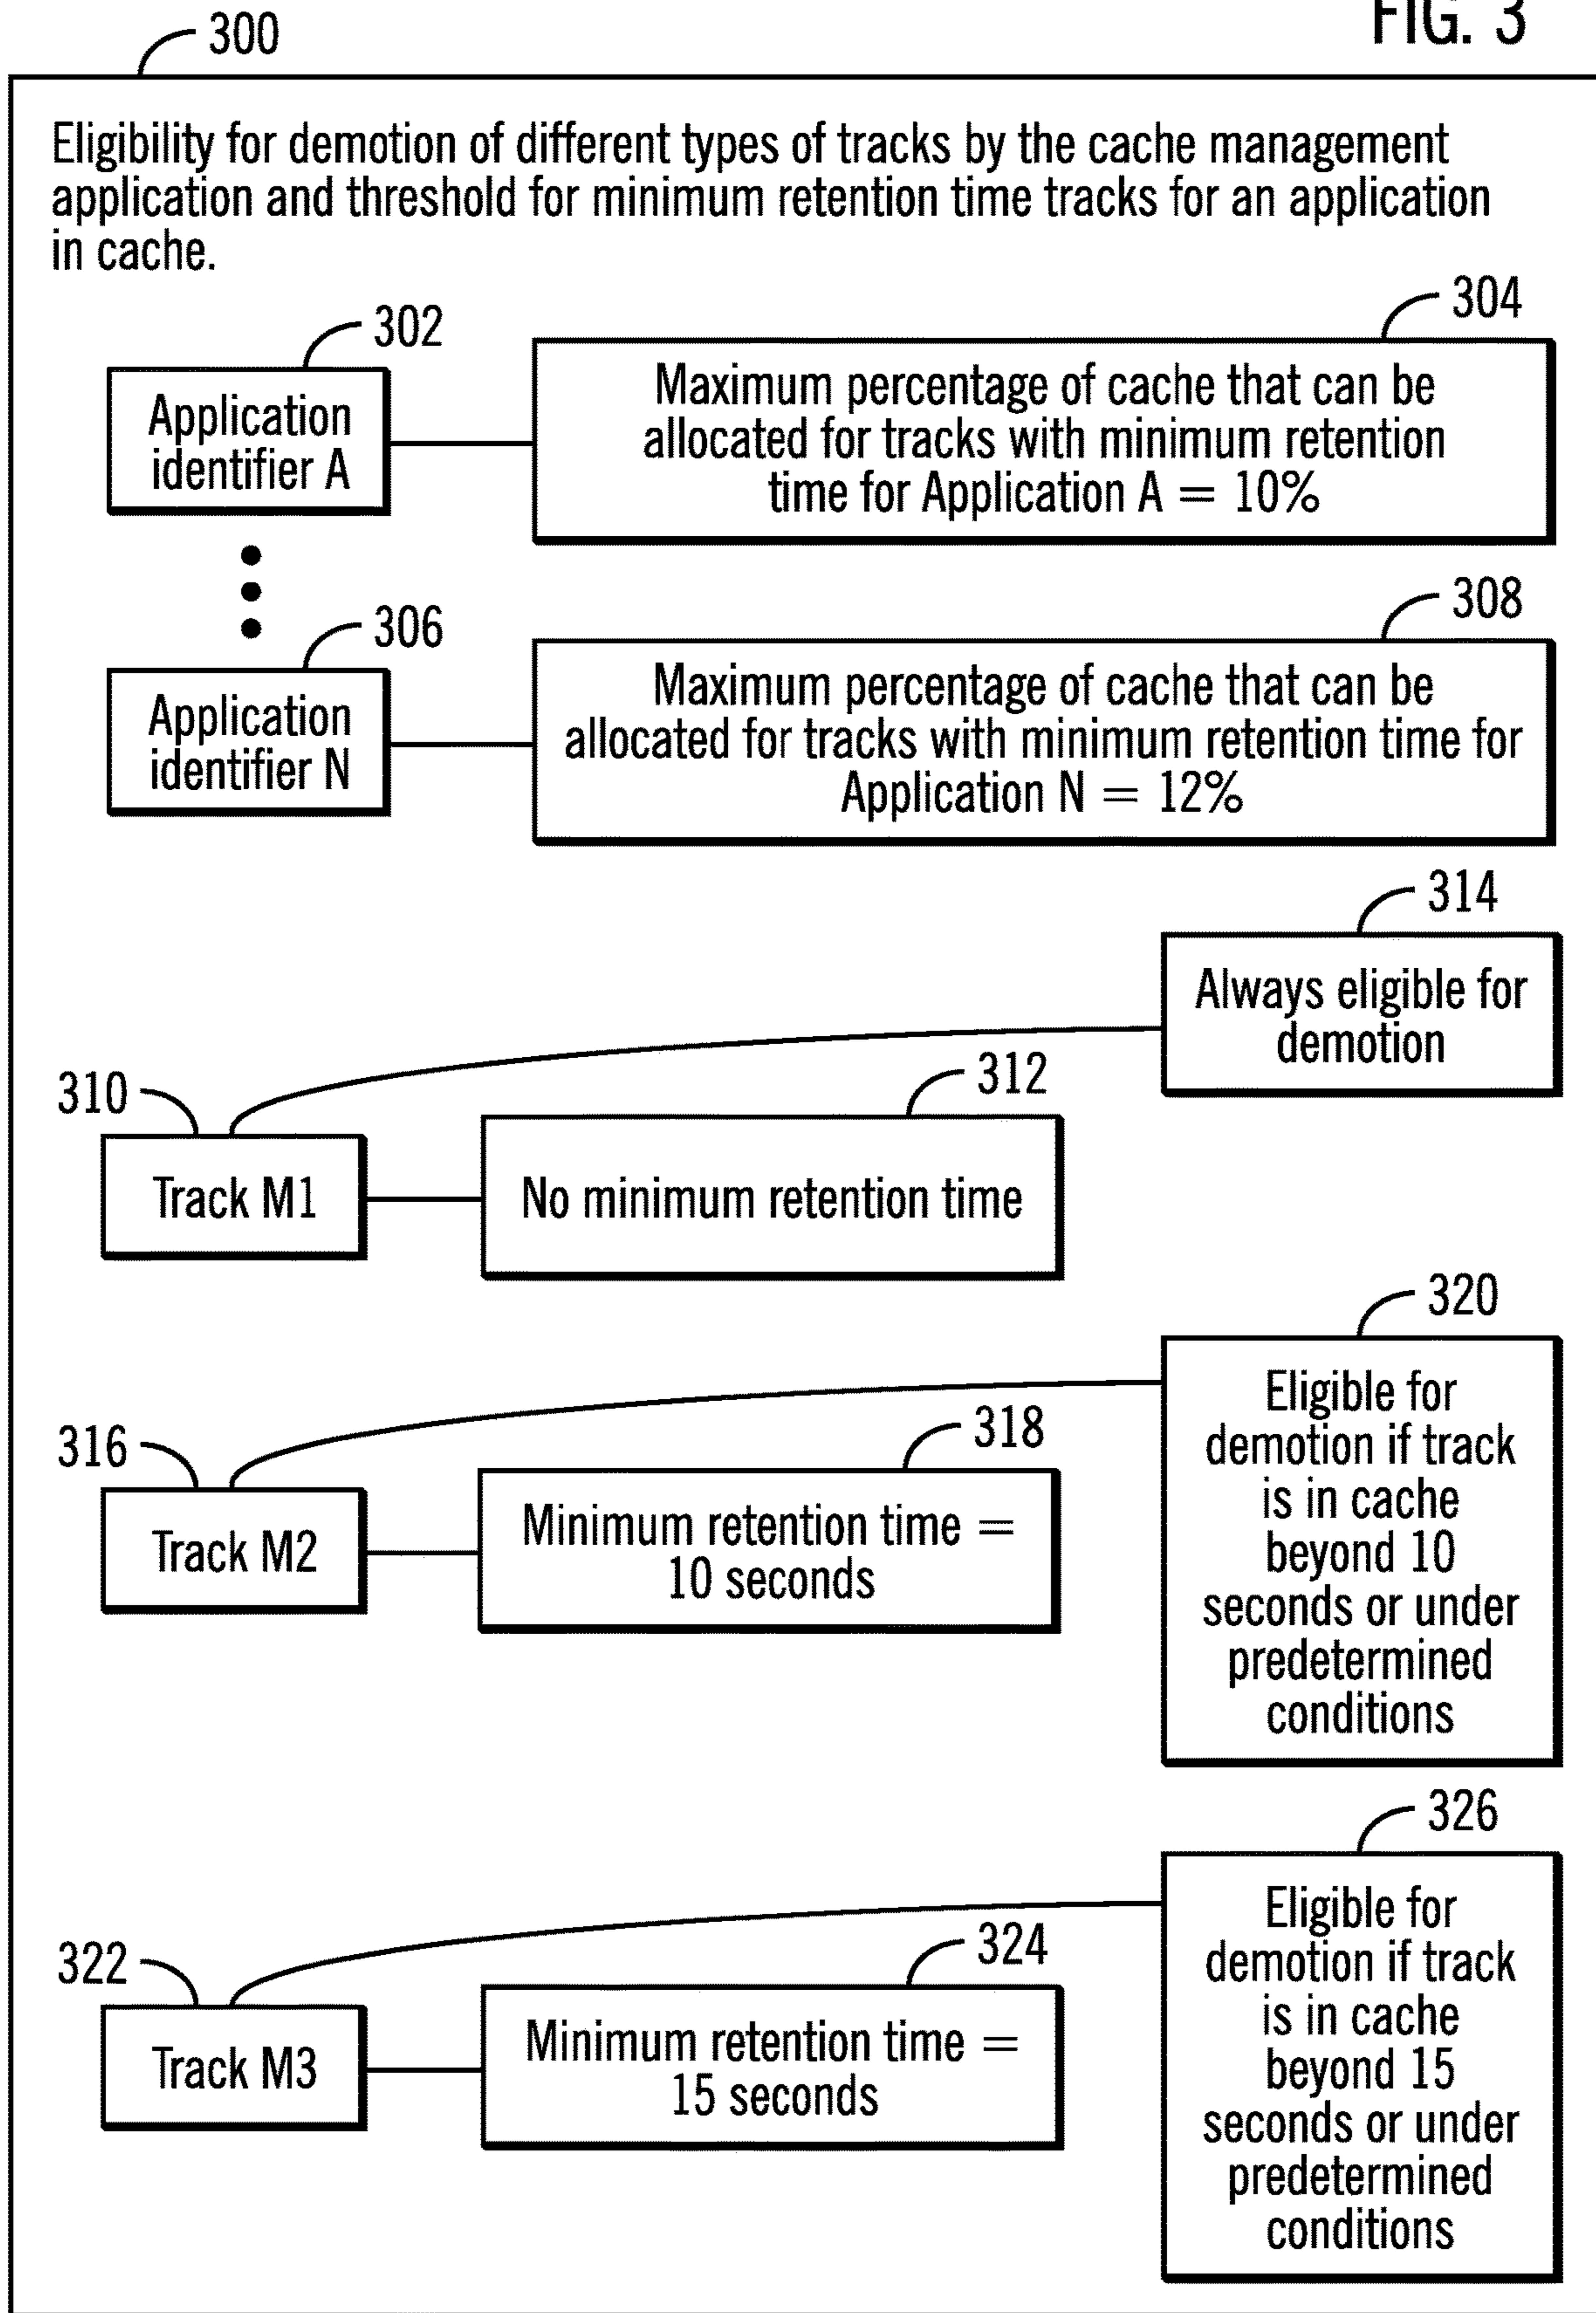 FIG. 3
300
Eligibility for demotion of different types of tracks by the cache management
application and threshold for minimum retention time tracks for an application
in cache.
302
304
Application
identifier A
Maximum percentage of cache that can be
allocated for tracks with minimum retention
time for Application A = 10%
306
308
Application
identifier N
Maximum percentage of cache that can be
allocated for tracks with minimum retention time for
Application N = 12%
314
Always eligible for
demotion
310
312
Track M1
No minimum retention time
320
Eligible for
demotion if track
is in cache
beyond 10
seconds or under
predetermined
conditions
316
318
Track M2
Minimum retention time =
10 seconds
326
Eligible for
demotion if track
is in cache
beyond 15
seconds or under
predetermined
conditions
322
324
Track M3
Minimum retention time =
15 seconds